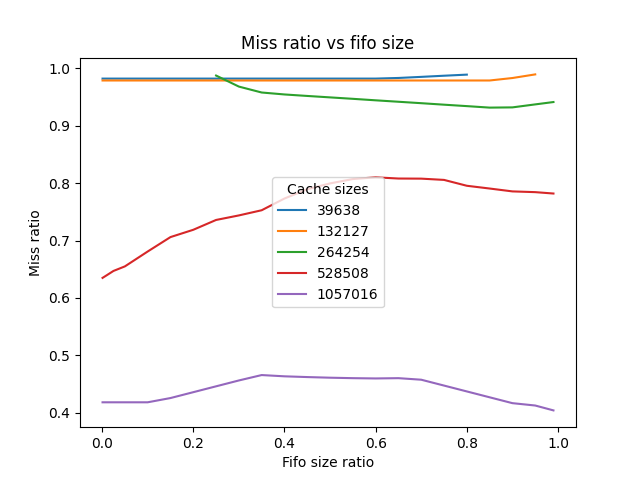 Miss ratio vs fifo size
1.0
0.9
0.8
0.7
0.6
0.5
0.4
Miss ratio
Cache sizes
39638
132127
264254
528508
1057016
0.0 0.2 0.4 0.6 0.8 1.0
Fifo size ratio